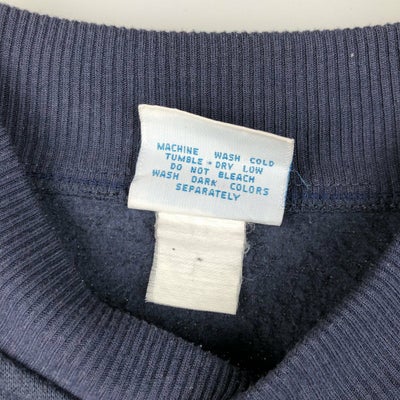 MACHINE WASH COLD
TUMBLE - DRY LOW
DO NOT BLEACH
WASH DARK COLORS
SEPARATELY